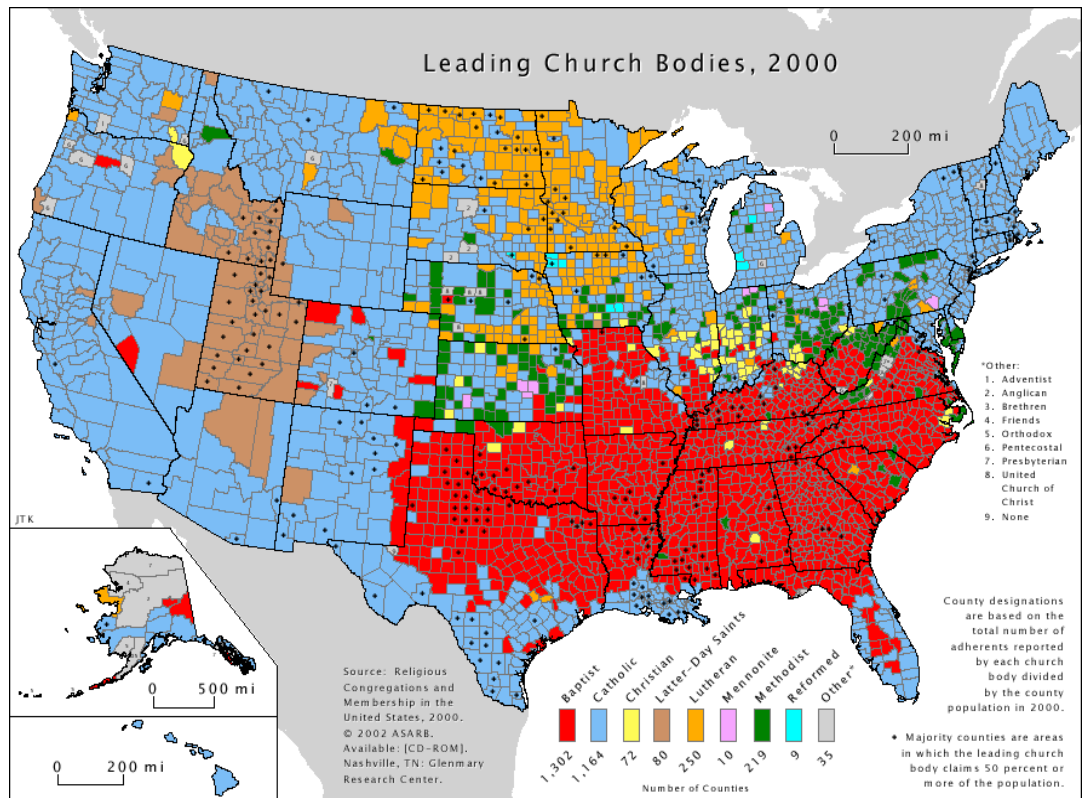 Leading Church Bodies, 2000
0 200 mi
*Other:
1. Adventist
2. Anglican
3. Brethren
4. Friends
5. Orthodox
6. Pentecostal
7. Presbyterian
8. United
Church of
Christ
9. None
JTK
0 500 mi
0 200 mi
Source: Religious
Congregations and
Membership in the
United States, 2000.
© 2002 ASARB.
Available: [CD-ROM].
Nashville, TN: Glenmary
Research Center.
Baptist
Catholic
Christian
Latter-Day Saints
Lutheran
Mennonite
Methodist
Reformed
Other*
1,302
1,164
72
80
250
10
219
9
35
Number of Counties
County designations
are based on the
total number of
adherents reported
by each church
body divided
by the county
population in 2000.
◆ Majority counties are areas
in which the leading church
body claims 50 percent or
more of the population.